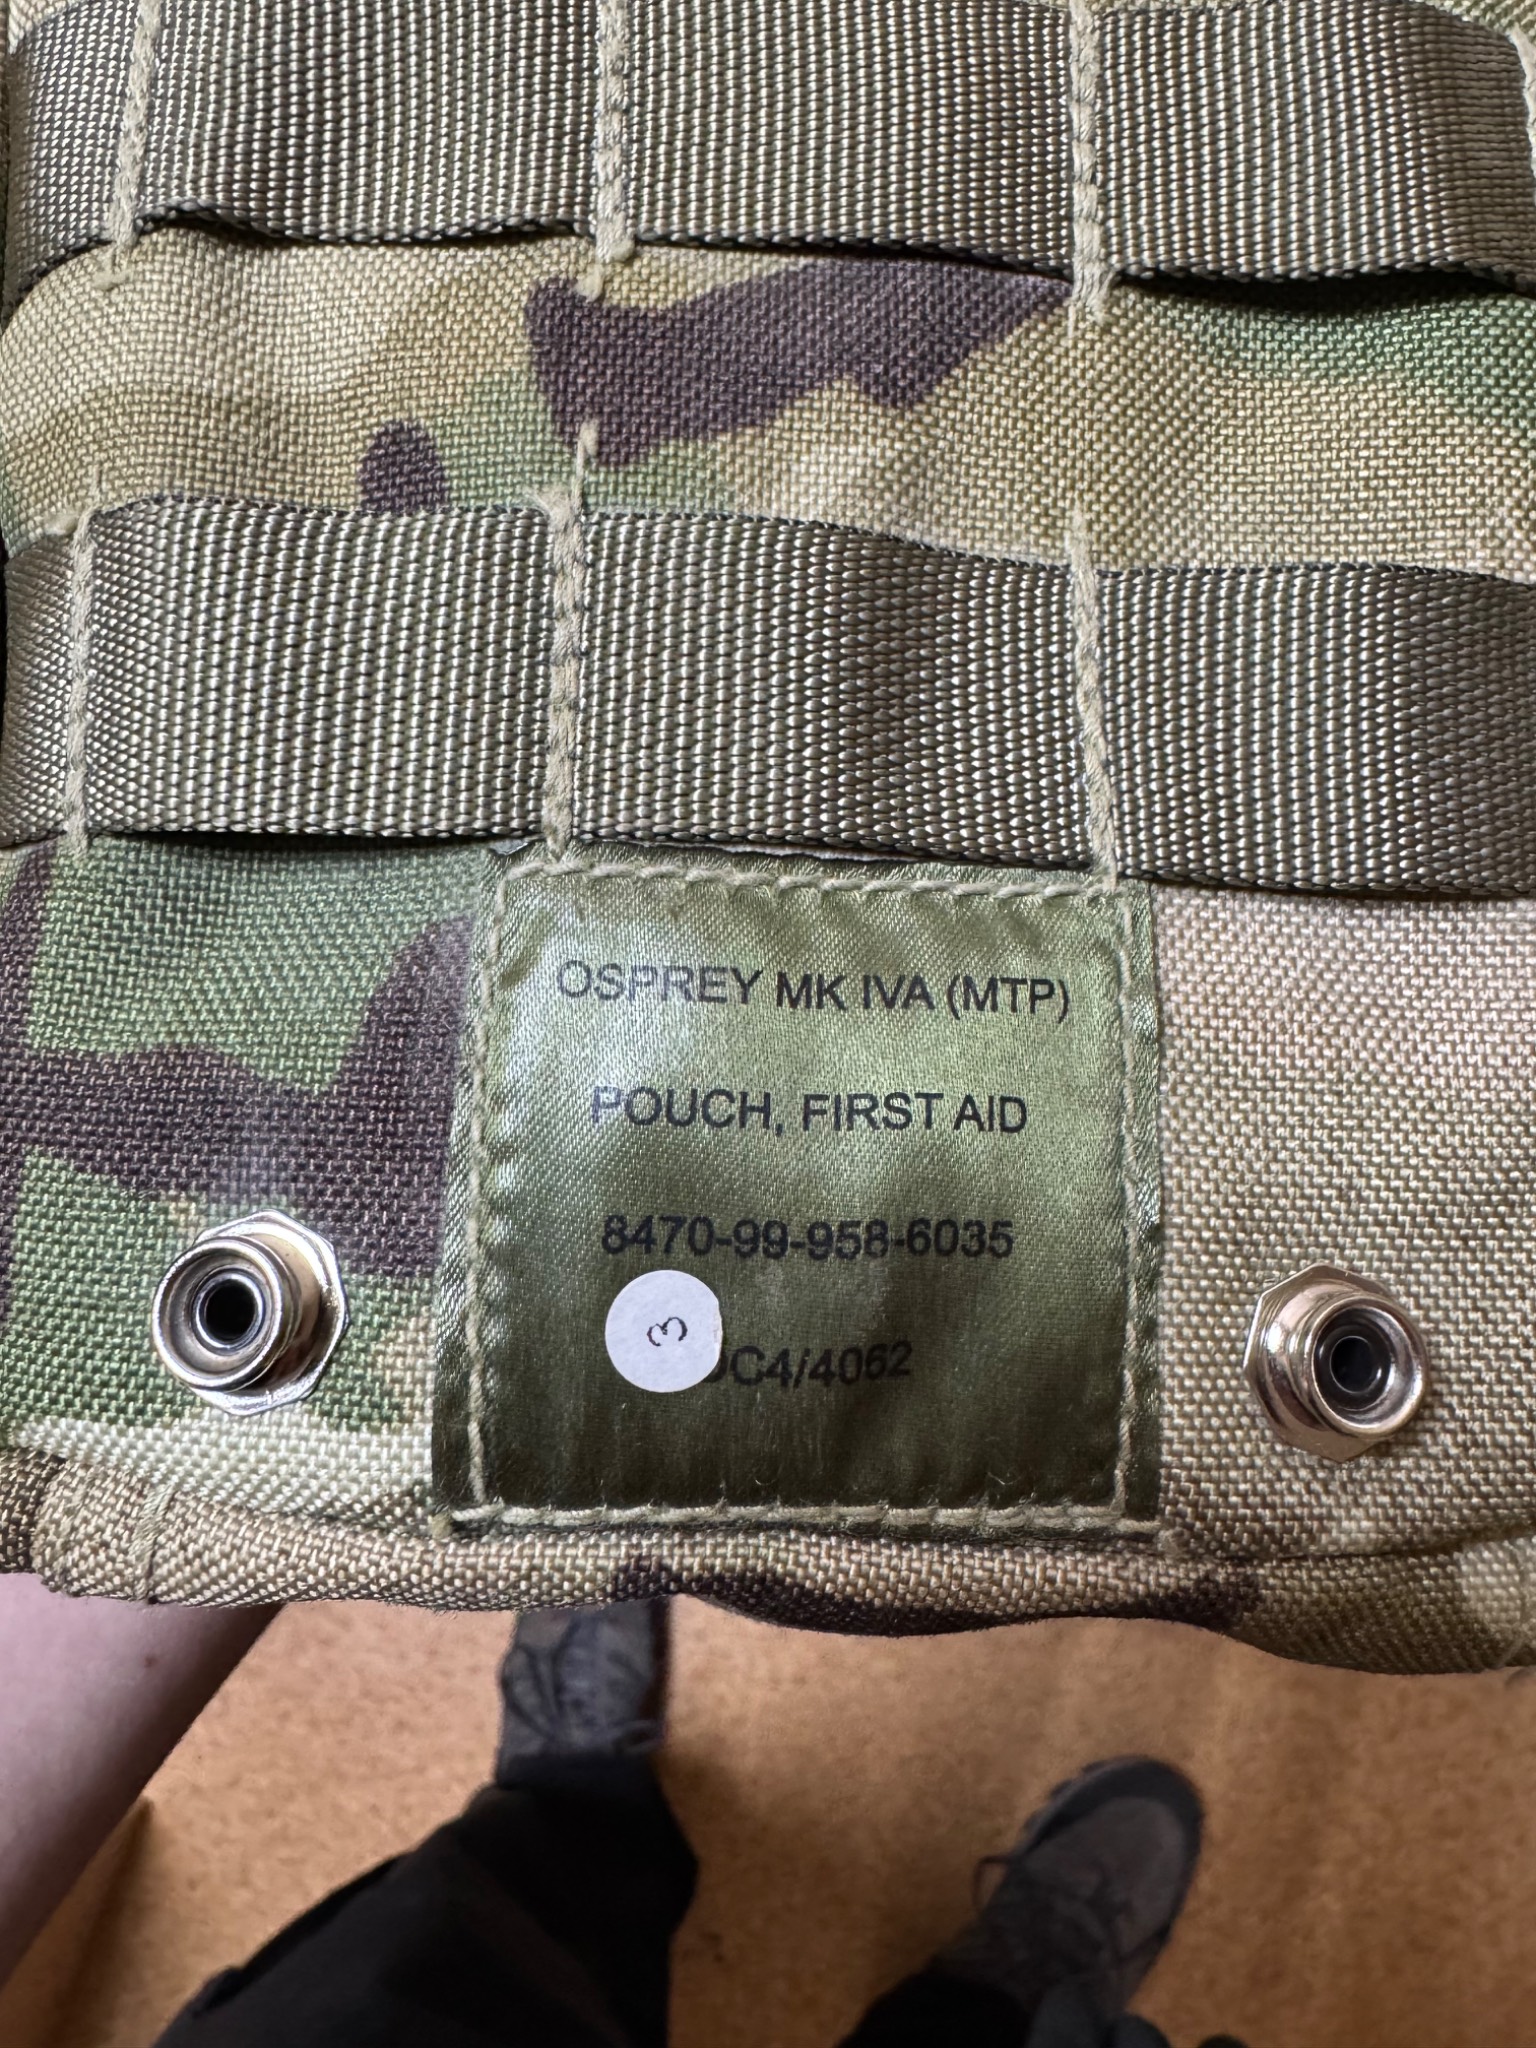 OSPREY MK IVA (MTP)
POUCH, FIRST AID
8470-99-958-6035
3
C4/4062